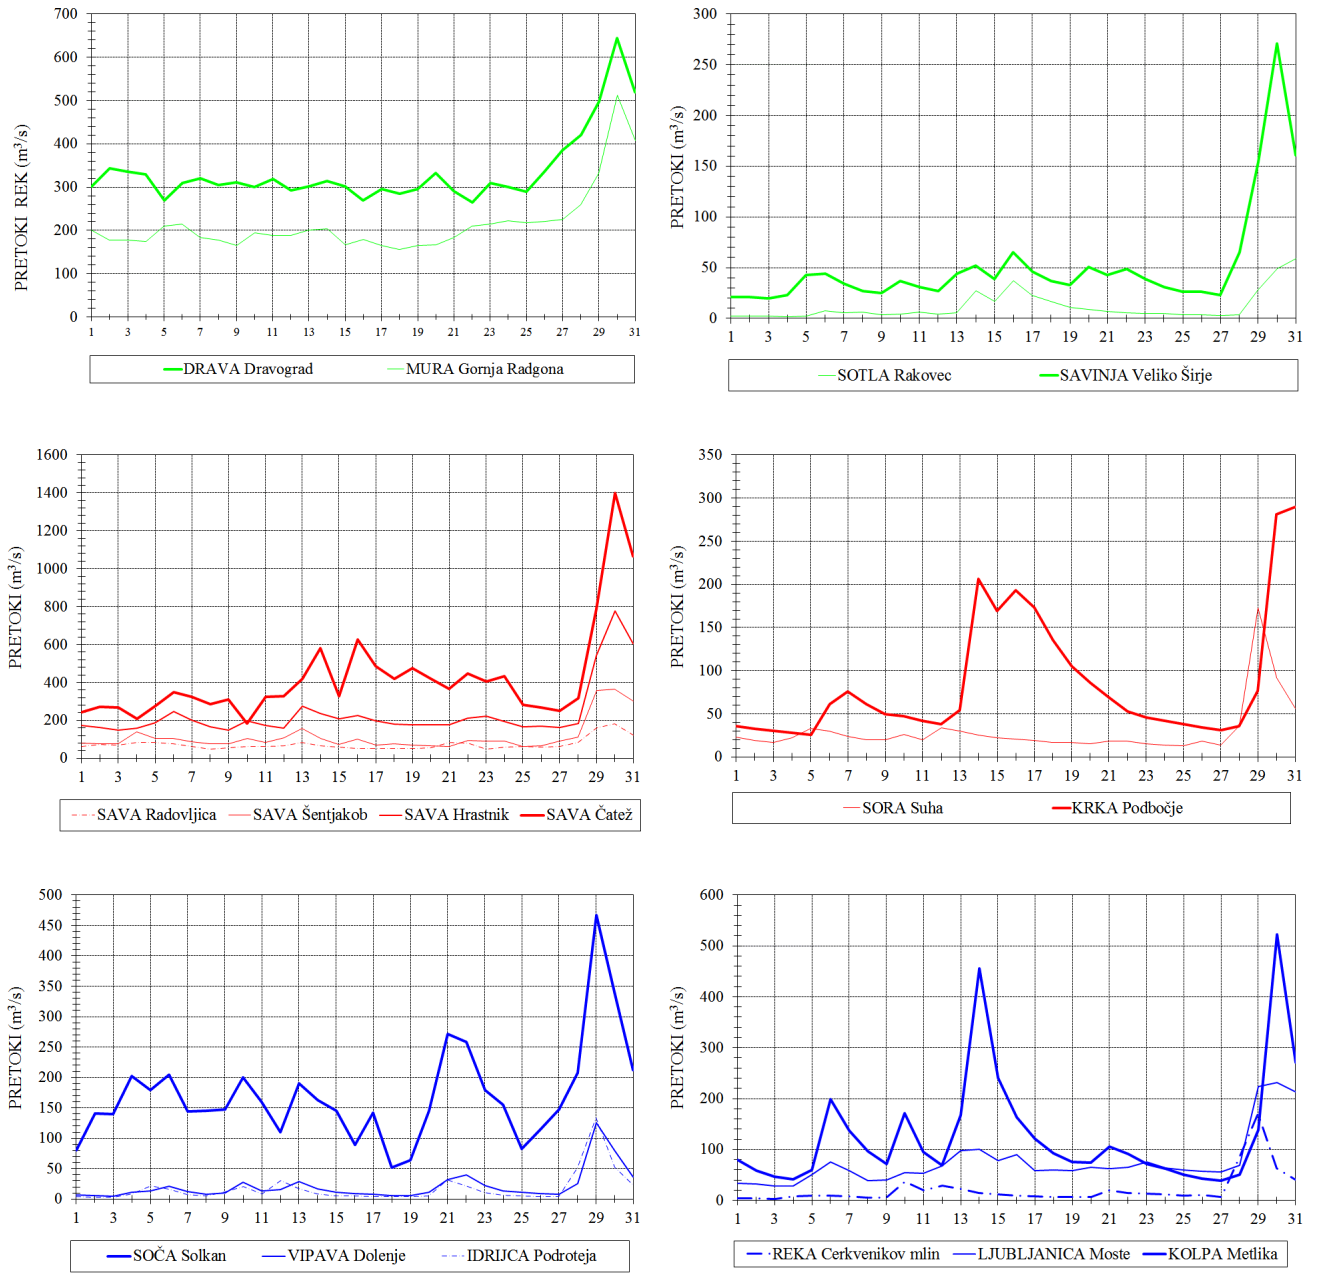 700
600
500
400
300
200
100
0
PRETOKI REK (m³/s)
1 3 5 7 9 11 13 15 17 19 21 23 25 27 29 31
DRAVA Dravograd MURA Gornja Radgona
300
250
200
150
100
50
0
PRETOKI (m³/s)
1 3 5 7 9 11 13 15 17 19 21 23 25 27 29 31
SOTLA Rakovec SAVINJA Veliko Širje
1600
1400
1200
1000
800
600
400
200
0
PRETOKI (m³/s)
1 3 5 7 9 11 13 15 17 19 21 23 25 27 29 31
SAVA Radovljica SAVA Šentjakob SAVA Hrastnik SAVA Čatež
350
300
250
200
150
100
50
0
PRETOKI (m³/s)
1 3 5 7 9 11 13 15 17 19 21 23 25 27 29 31
SORA Suha KRKA Podbočje
500
450
400
350
300
250
200
150
100
50
0
PRETOKI (m³/s)
1 3 5 7 9 11 13 15 17 19 21 23 25 27 29 31
SOČA Solkan VIPAVA Dolenje IDRIJCA Podroteja
600
500
400
300
200
100
0
PRETOKI (m³/s)
1 3 5 7 9 11 13 15 17 19 21 23 25 27 29 31
REKA Cerkvenikov mlin LJUBLJANICA Moste KOLPA Metlika